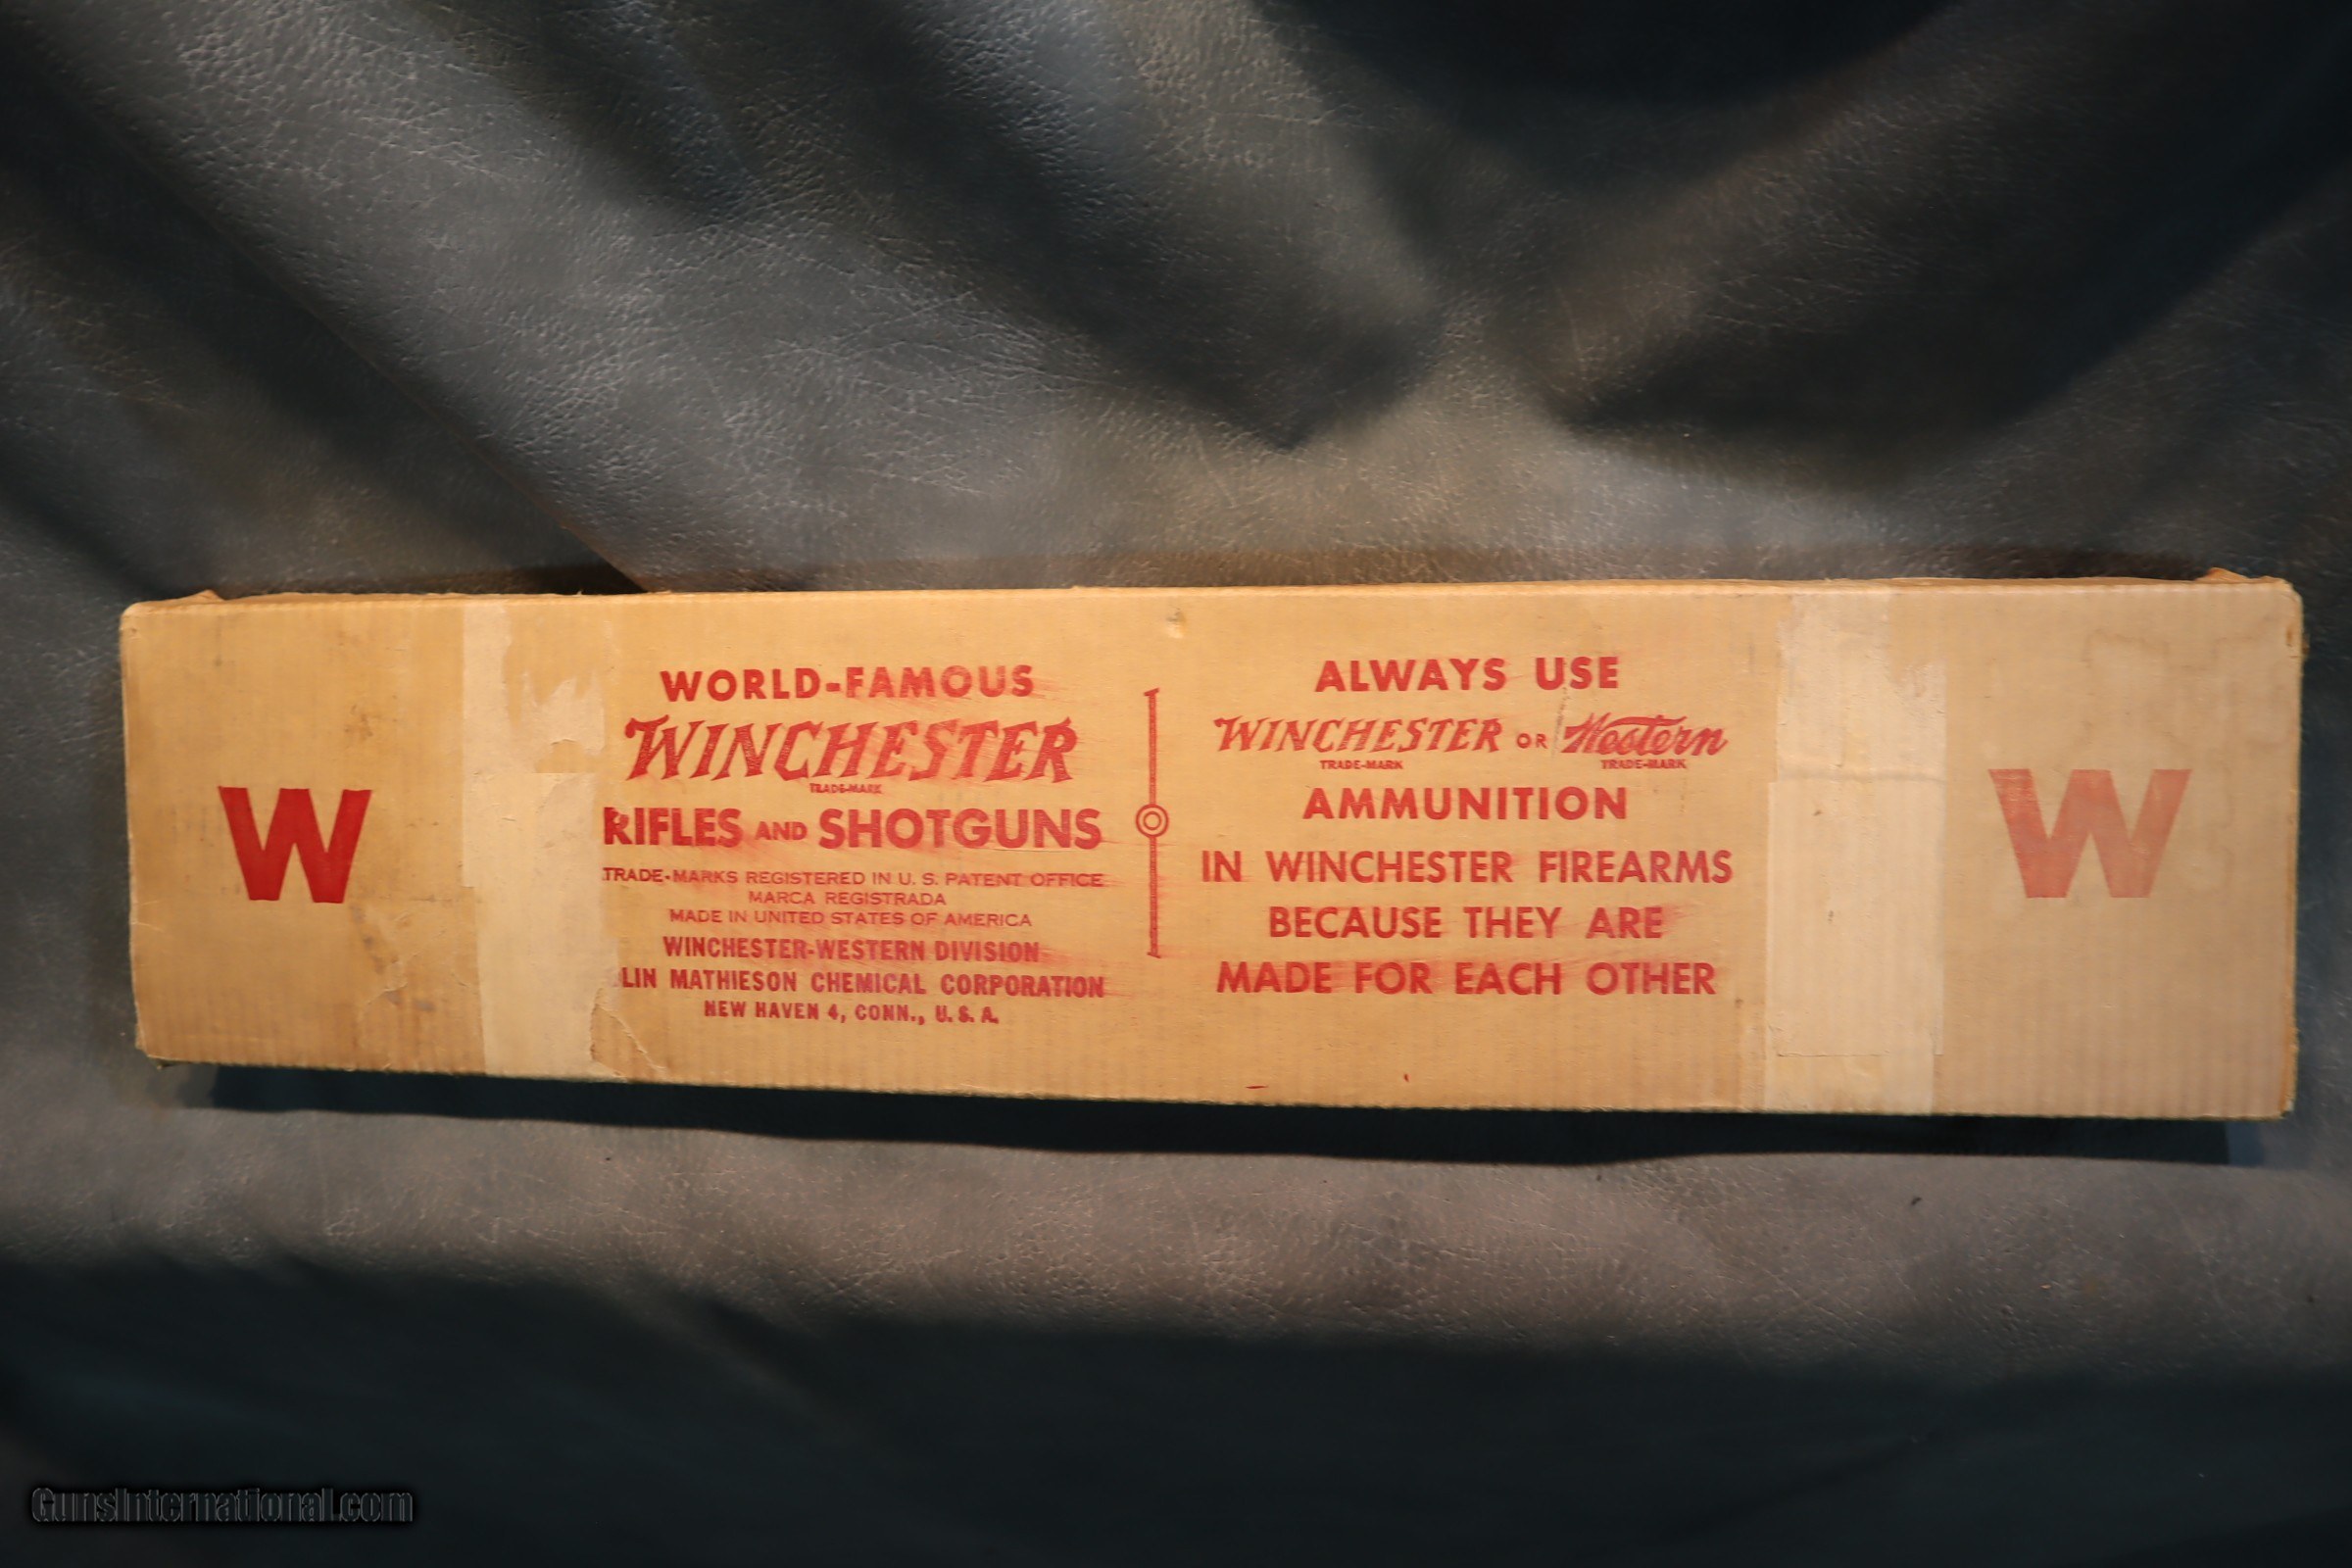 W
WORLD-FAMOUS
WINCHESTER
TRADE-MARK
RIFLES AND SHOTGUNS
TRADE-MARKS REGISTERED IN U. S. PATENT OFFICE
MARCA REGISTRADA
MADE IN UNITED STATES OF AMERICA
WINCHESTER-WESTERN DIVISION
LIN MATHIESON CHEMICAL CORPORATION
NEW HAVEN 4, CONN., U. S. A.
ALWAYS USE
WINCHESTER OR Western
TRADE-MARK TRADE-MARK
AMMUNITION
IN WINCHESTER FIREARMS
BECAUSE THEY ARE
MADE FOR EACH OTHER
W
GunsInternational.com